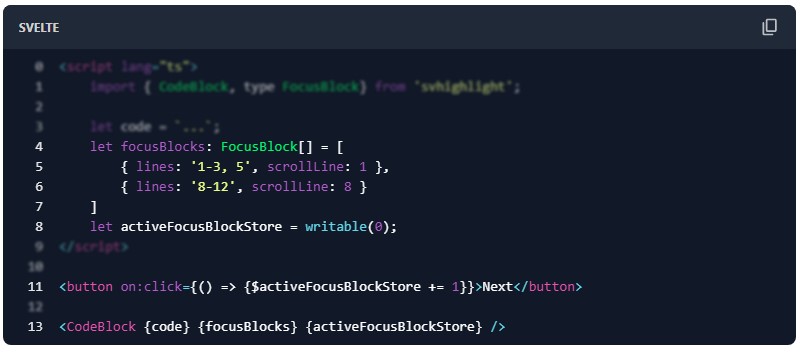 SVELTE
0 <script lang="ts">
1 import { CodeBlock, type FocusBlock} from 'svhighlight';
2
3 let code = `...`;
4 let focusBlocks: FocusBlock[] = [
5 { lines: '1-3, 5', scrollLine: 1 },
6 { lines: '8-12', scrollLine: 8 }
7 ]
8 let activeFocusBlockStore = writable(0);
9 </script>
10
11 <button on:click={() => {$activeFocusBlockStore += 1}}>Next</button>
12
13 <CodeBlock {code} {focusBlocks} {activeFocusBlockStore} />